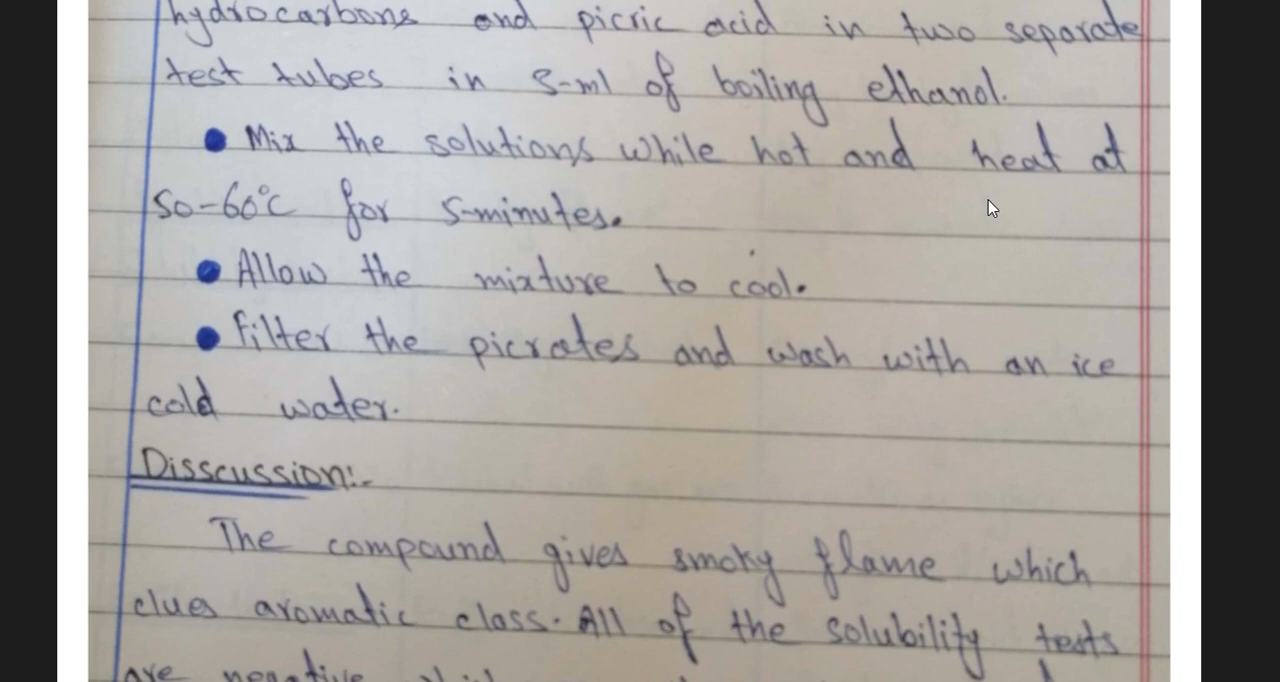 hydrocarbons and picric acid in two separate
test tubes in 5-ml of boiling ethanol.
• Mix the solutions while hot and heat at
50-60°C for 5-minutes.
• Allow the mixture to cool.
• Filter the picrates and wash with an ice
cold water.
Disscussion:-
The compound gives smoky flame which
clues aromatic class. All of the solubility tests
are negative